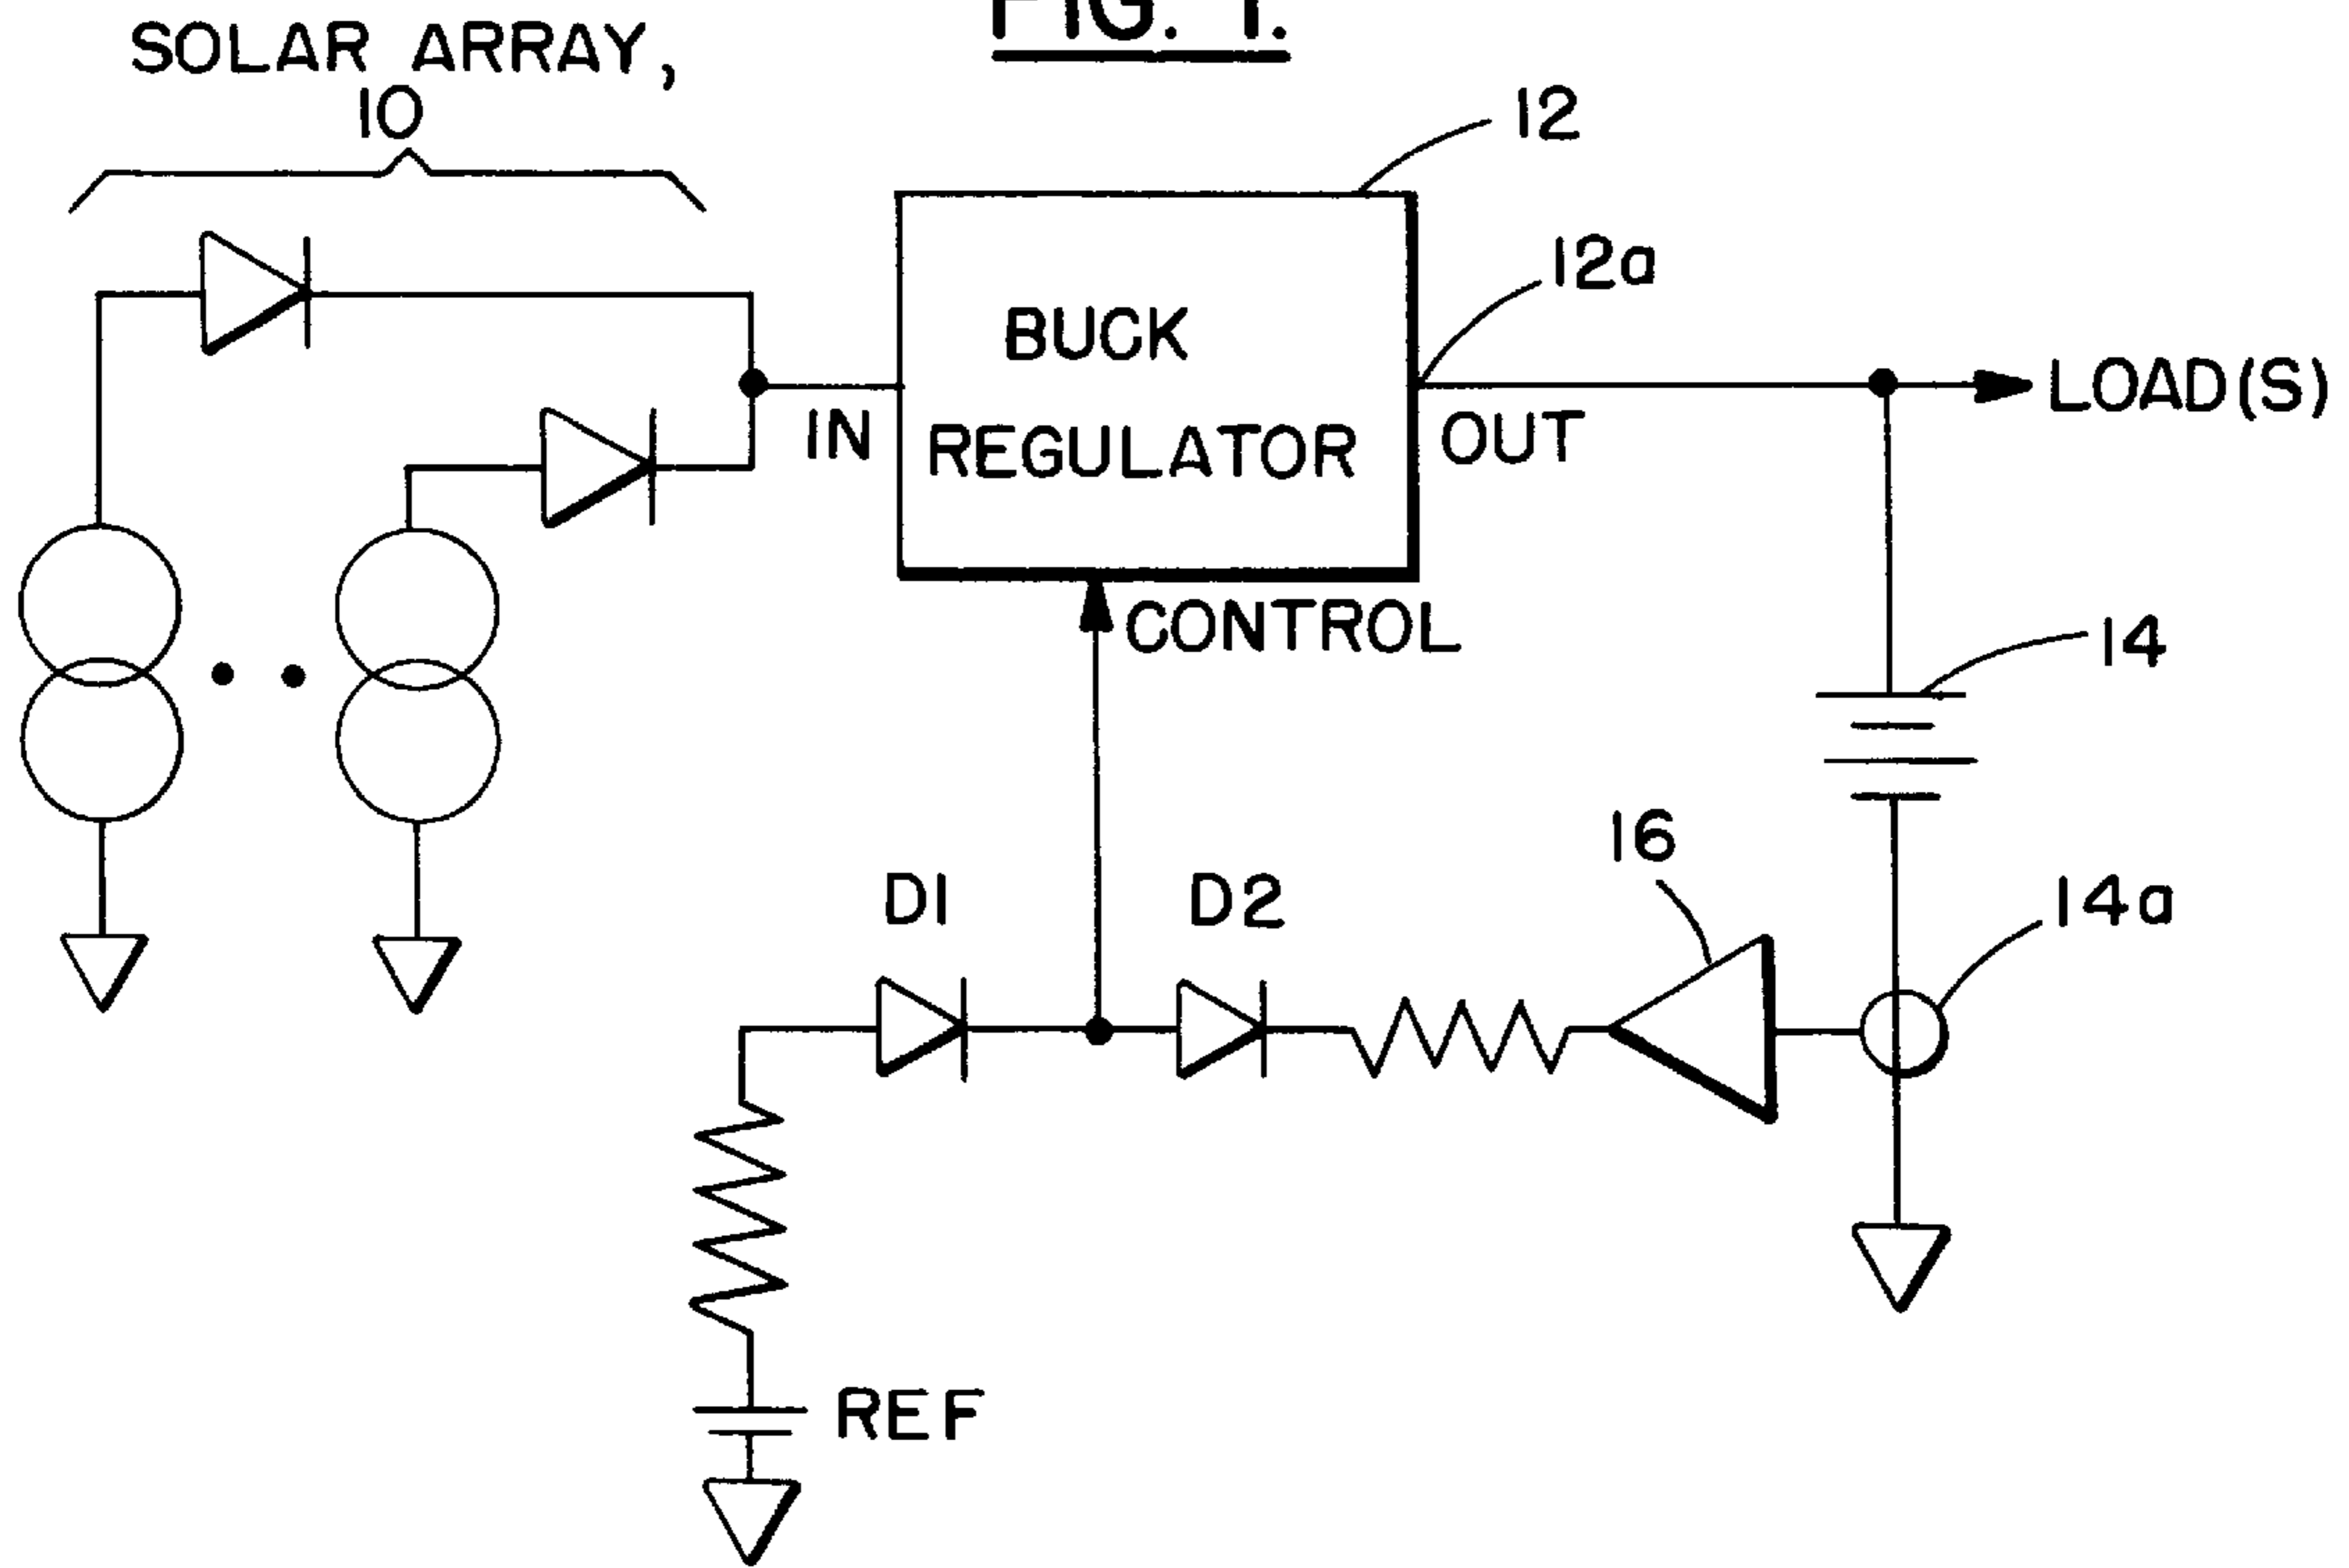 FIG. 1.
SOLAR ARRAY,
10
12
12a
BUCK
REGULATOR
IN
OUT
LOAD(S)
CONTROL
14
16
14a
D1
D2
REF